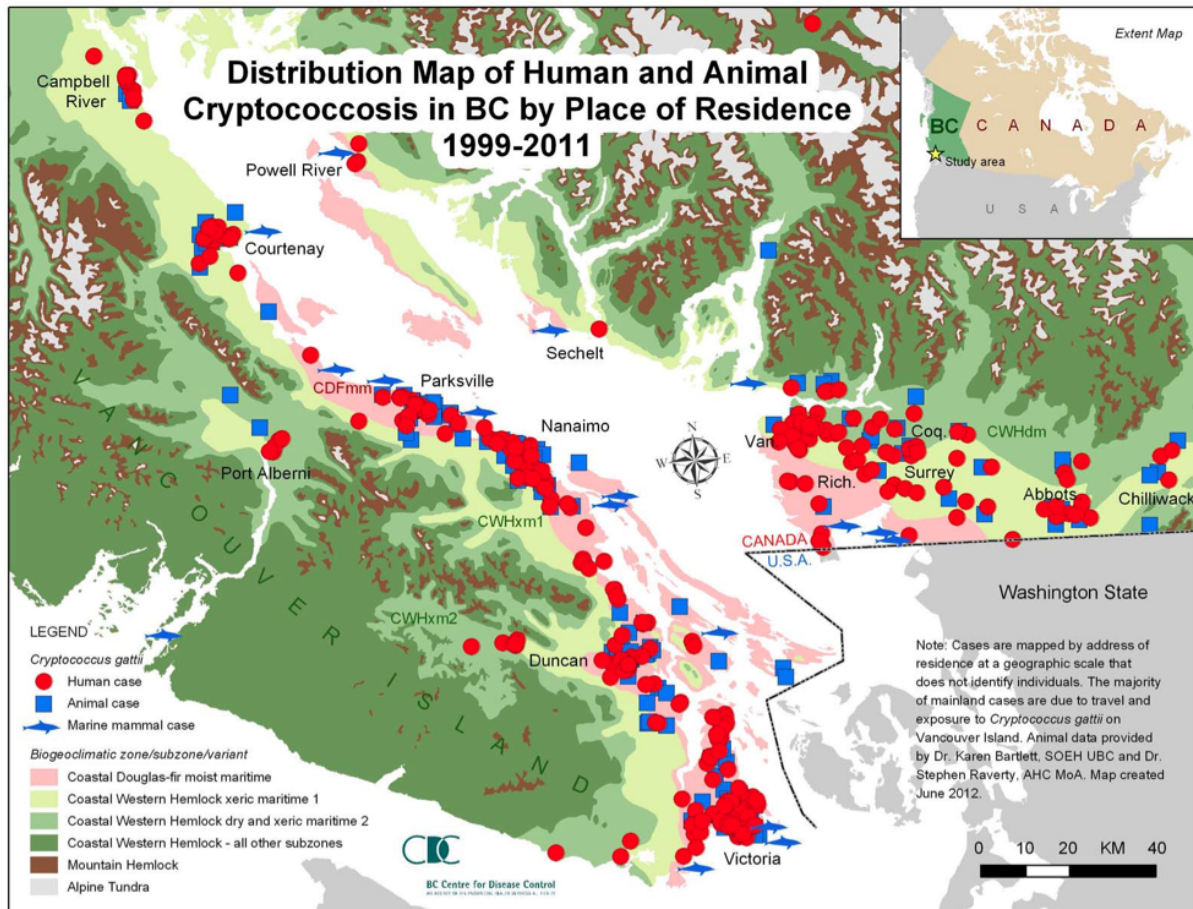 Distribution Map of Human and Animal
Cryptococcosis in BC by Place of Residence
1999-2011
Extent Map
BC
C A N A D A
Study area
U S A
Campbell
River
Powell River
Courtenay
Sechelt
CDFmm
Parksville
Nanaimo
Port Alberni
CWHxm1
CWHxm2
Duncan
Victoria
VANCOUVER ISLAND
N
W
E
S
Van
Coq.
CWHdm
Rich.
Surrey
Abbots
Chilliwack
CANADA
U.S.A.
Washington State
LEGEND
Cryptococcus gattii
Human case
Animal case
Marine mammal case
Biogeoclimatic zone/subzone/variant
Coastal Douglas-fir moist maritime
Coastal Western Hemlock xeric maritime 1
Coastal Western Hemlock dry and xeric maritime 2
Coastal Western Hemlock - all other subzones
Mountain Hemlock
Alpine Tundra
CDC
BC Centre for Disease Control
Note: Cases are mapped by address of
residence at a geographic scale that
does not identify individuals. The majority
of mainland cases are due to travel and
exposure to Cryptococcus gattii on
Vancouver Island. Animal data provided
by Dr. Karen Bartlett, SOEH UBC and Dr.
Stephen Raverty, AHC MoA. Map created
June 2012.
0 10 20 KM 40